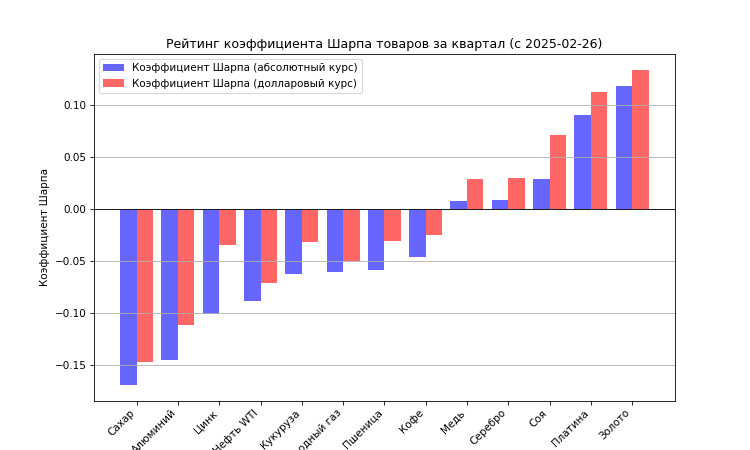 Рейтинг коэффициента Шарпа товаров за квартал (с 2025-02-26)
Коэффициент Шарпа (абсолютный курс)
Коэффициент Шарпа (долларовый курс)
Коэффициент Шарпа
0.10
0.05
0.00
−0.05
−0.10
−0.15
Сахар
Алюминий
Цинк
Нефть WTI
Кукуруза
газ
Пшеница
Кофе
Медь
Серебро
Соя
Платина
Золото